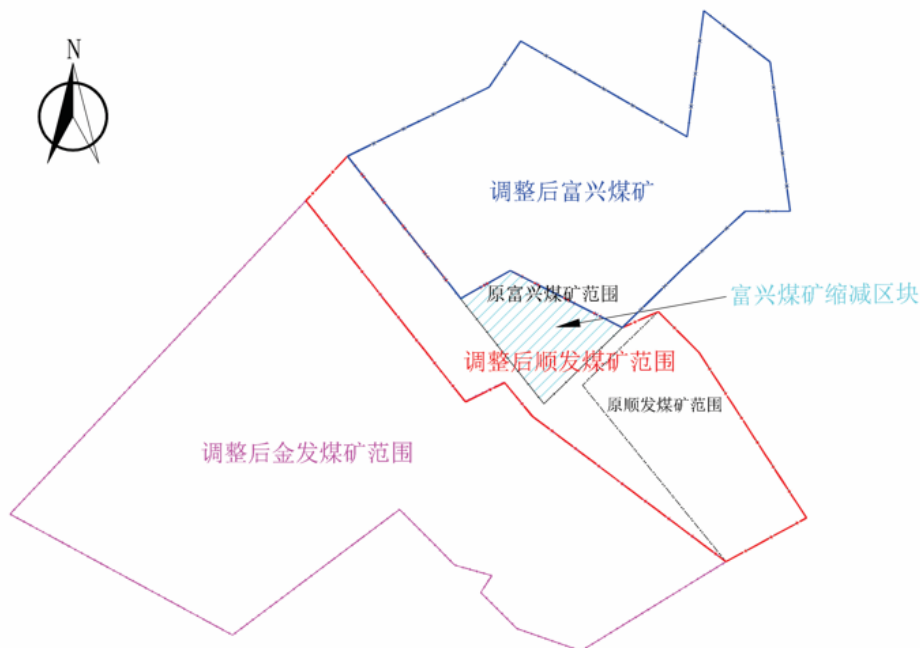 N
调整后富兴煤矿
原富兴煤矿范围
富兴煤矿缩减区块
调整后顺发煤矿范围
原顺发煤矿范围
调整后金发煤矿范围